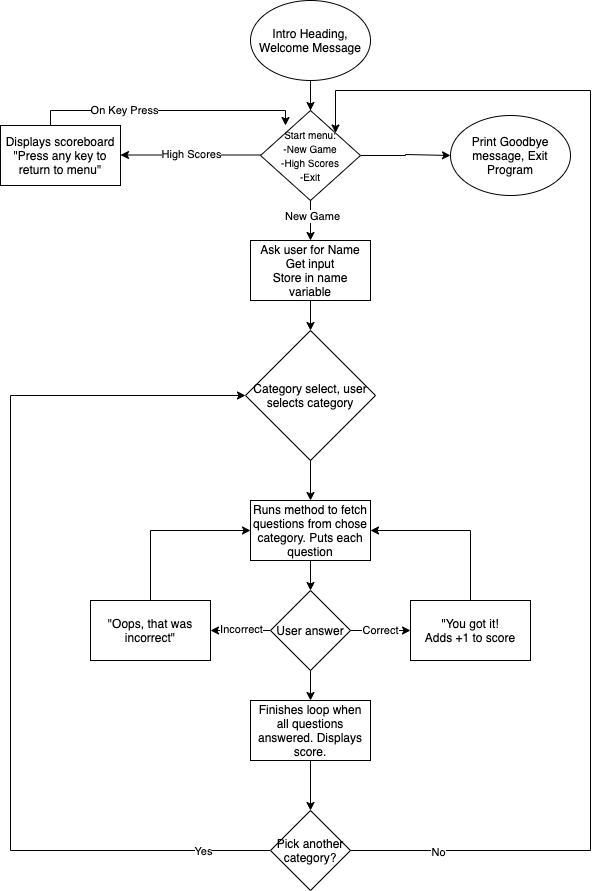 Intro Heading,
Welcome Message
On Key Press
Displays scoreboard
"Press any key to
return to menu"
High Scores
Start menu:
-New Game
-High Scores
-Exit
Print Goodbye
message, Exit
Program
New Game
Ask user for Name
Get input
Store in name
variable
Category select, user
selects category
Runs method to fetch
questions from chose
category. Puts each
question
"Oops, that was
incorrect"
Incorrect
User answer
Correct
"You got it!
Adds +1 to score
Finishes loop when
all questions
answered. Displays
score.
Yes
Pick another
category?
No